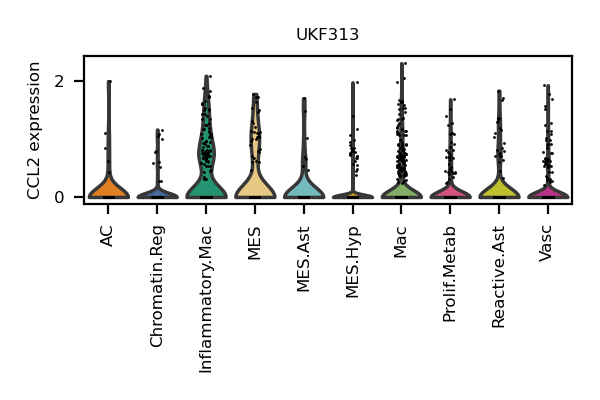 UKF313
CCL2 expression
2
0
AC
Chromatin.Reg
Inflammatory.Mac
MES
MES.Ast
MES.Hyp
Mac
Prolif.Metab
Reactive.Ast
Vasc